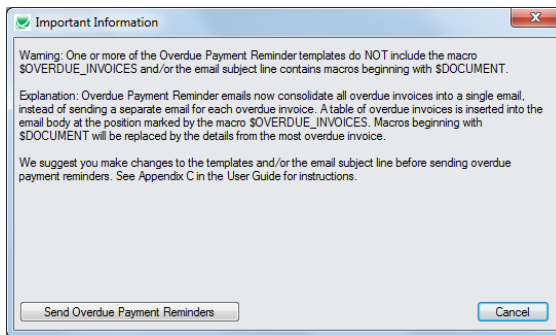 Important Information
Warning: One or more of the Overdue Payment Reminder templates do NOT include the macro
$OVERDUE_INVOICES and/or the email subject line contains macros beginning with $DOCUMENT.
Explanation: Overdue Payment Reminder emails now consolidate all overdue invoices into a single email,
instead of sending a separate email for each overdue invoice. A table of overdue invoices is inserted into the
email body at the position marked by the macro $OVERDUE_INVOICES. Macros beginning with
$DOCUMENT will be replaced by the details from the most overdue invoice.
We suggest you make changes to the templates and/or the email subject line before sending overdue
payment reminders. See Appendix C in the User Guide for instructions.
Send Overdue Payment Reminders
Cancel